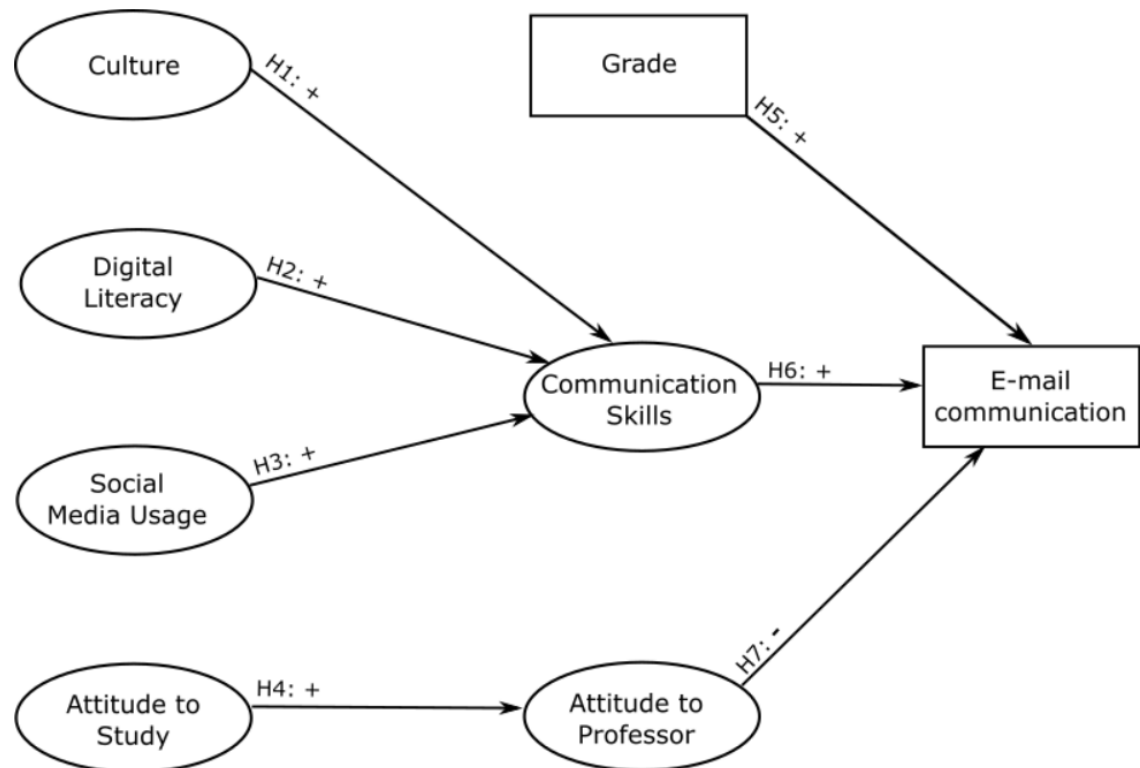 Culture
H1: +
Grade
H5: +
Digital
Literacy
H2: +
Communication
Skills
H6: +
E-mail
communication
Social
Media Usage
H3: +
Attitude to
Study
H4: +
Attitude to
Professor
H7: -